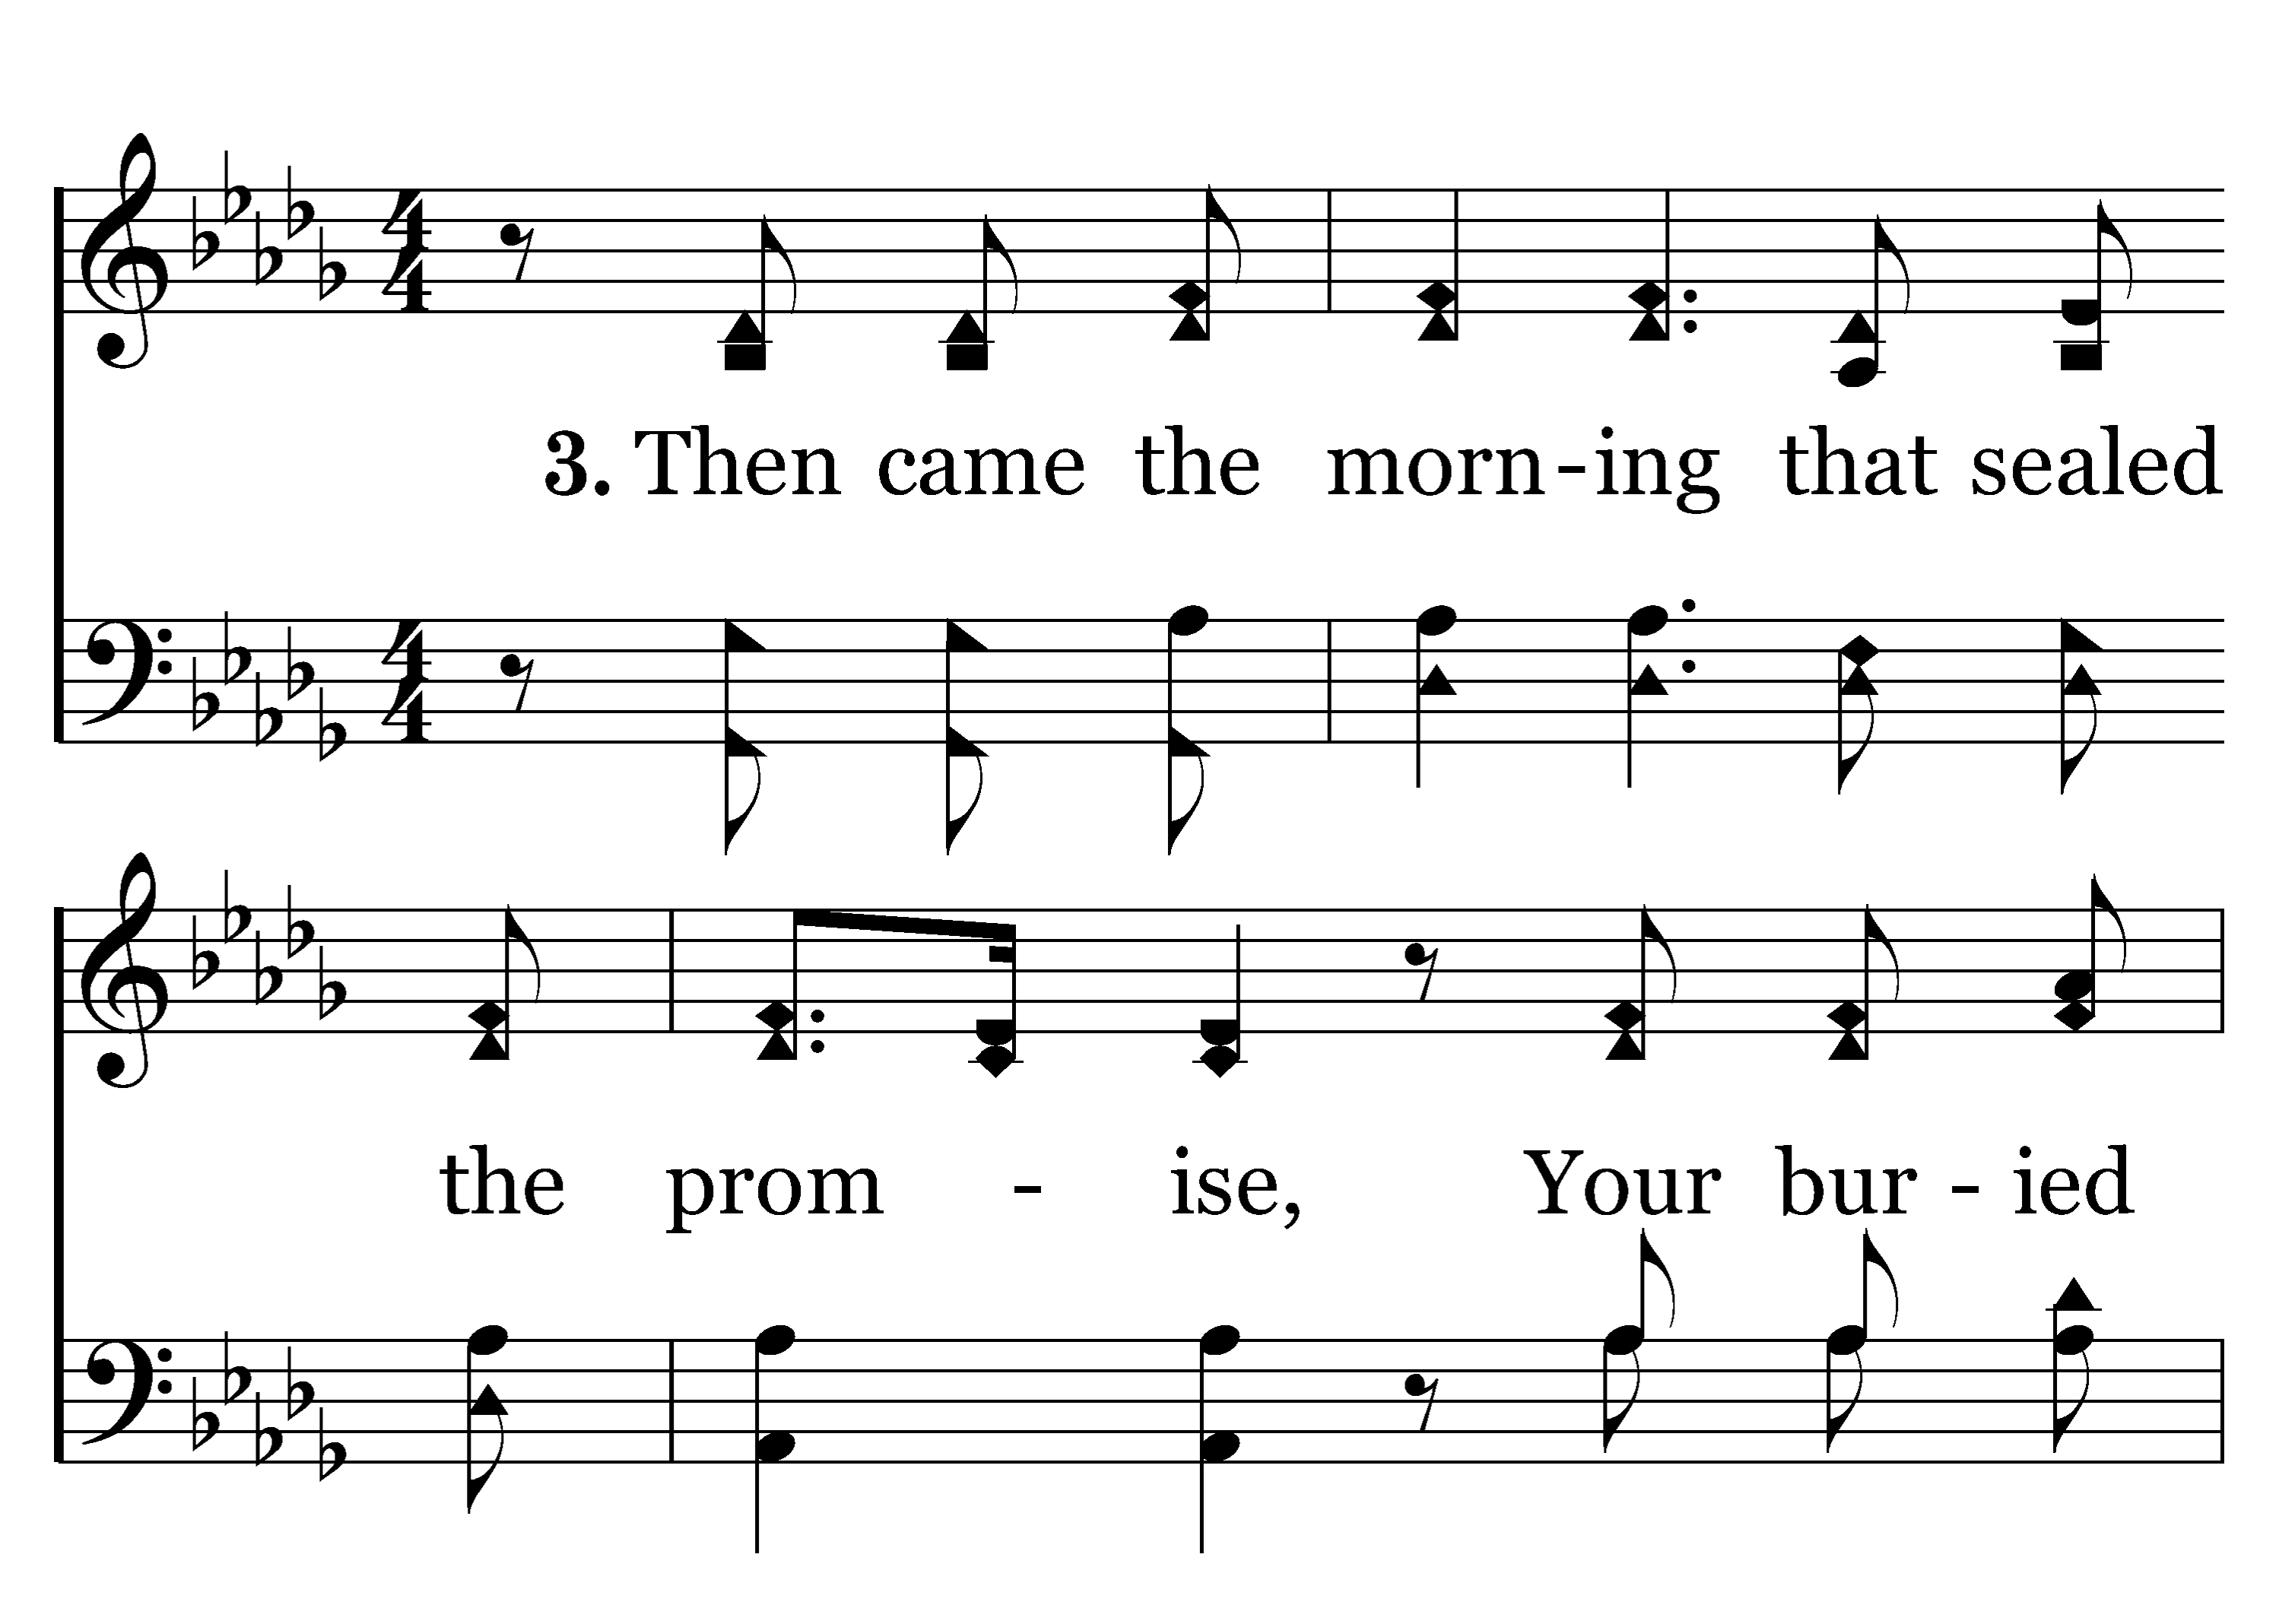 3. Then came the morn-ing that sealed
the prom - ise, Your bur - ied